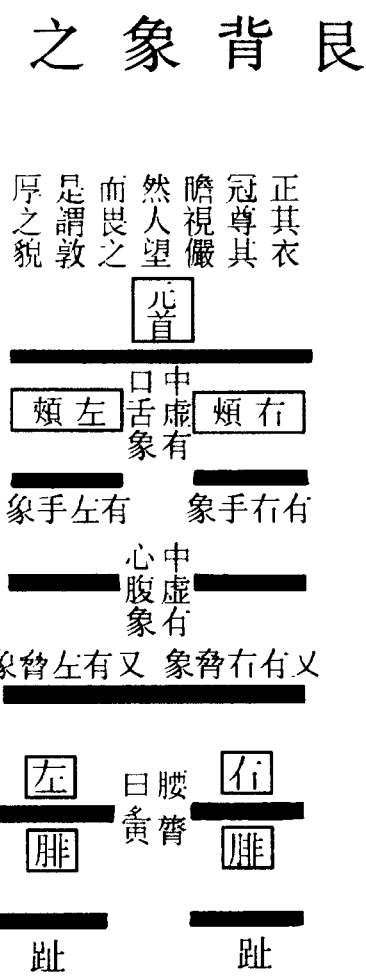 艮背象之
正其衣
冠尊其
瞻視儼
然人望
而畏之
是謂敦
厚之貌
元首
右頰
中虛有
口舌象
左頰
有右手象
有左手象
中虛有
心腹象
又有右脅象
又有左脅象
右
腰膂
曰夤
左
腓
腓
趾
趾